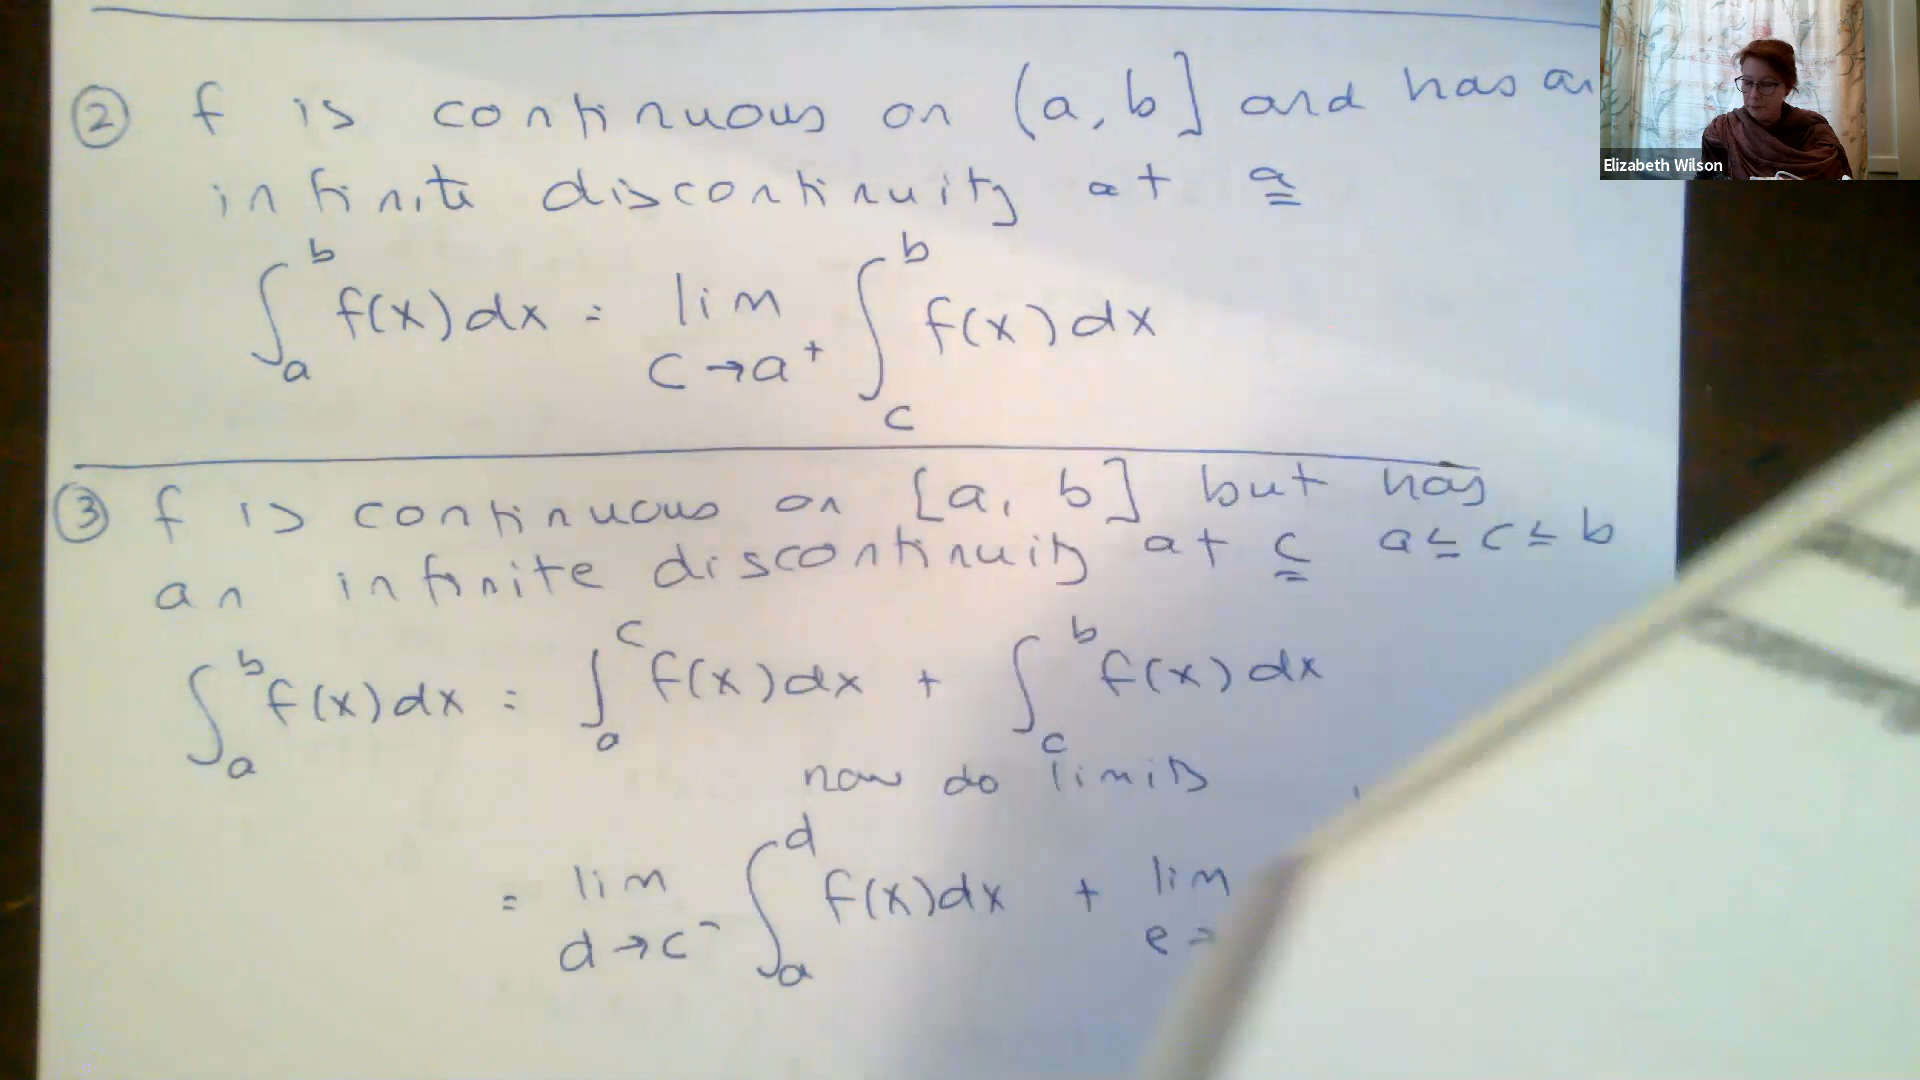 ② f is continuous on (a, b] and has an
infinite discontinuity at a
∫_a^b f(x)dx = lim_{c→a⁺} ∫_c^b f(x)dx
③ f is continuous on [a, b] but has
an infinite discontinuity at c a ≤ c ≤ b
∫_a^b f(x)dx = ∫_a^c f(x)dx + ∫_c^b f(x)dx
now do limits
= lim_{d→c⁻} ∫_a^d f(x)dx + lim_{e→
Elizabeth Wilson